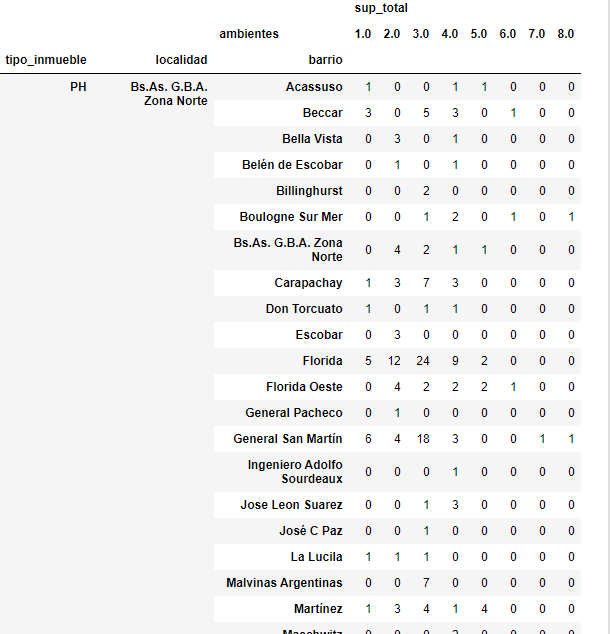 sup_total
ambientes 1.0 2.0 3.0 4.0 5.0 6.0 7.0 8.0
tipo_inmueble localidad barrio
PH Bs.As. G.B.A. Acassuso 1 0 0 1 1 0 0 0
Zona Norte
Beccar 3 0 5 3 0 1 0 0
Bella Vista 0 3 0 1 0 0 0 0
Belén de Escobar 0 1 0 1 0 0 0 0
Billinghurst 0 0 2 0 0 0 0 0
Boulogne Sur Mer 0 0 1 2 0 1 0 1
Bs.As. G.B.A. Zona
Norte 0 4 2 1 1 0 0 0
Carapachay 1 3 7 3 0 0 0 0
Don Torcuato 1 0 1 1 0 0 0 0
Escobar 0 3 0 0 0 0 0 0
Florida 5 12 24 9 2 0 0 0
Florida Oeste 0 4 2 2 2 1 0 0
General Pacheco 0 1 0 0 0 0 0 0
General San Martín 6 4 18 3 0 0 1 1
Ingeniero Adolfo
Sourdeaux 0 0 0 1 0 0 0 0
Jose Leon Suarez 0 0 1 3 0 0 0 0
José C Paz 0 0 1 0 0 0 0 0
La Lucila 1 1 1 0 0 0 0 0
Malvinas Argentinas 0 0 7 0 0 0 0 0
Martínez 1 3 4 1 4 0 0 0